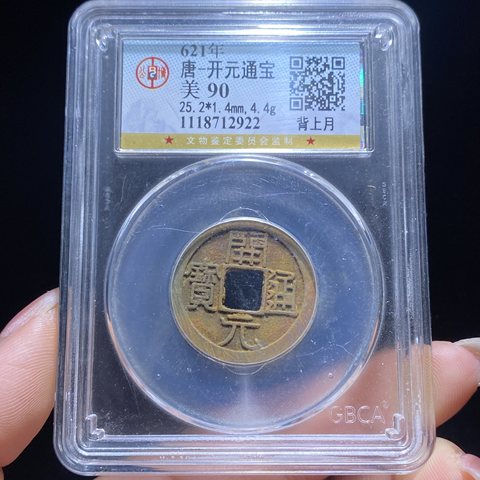 621年
唐-开元通宝
美 90
25.2*1.4mm,4.4g
1118712922
背上月
★ 文物鉴定委员会监制 ★
開元通寳
GBCA